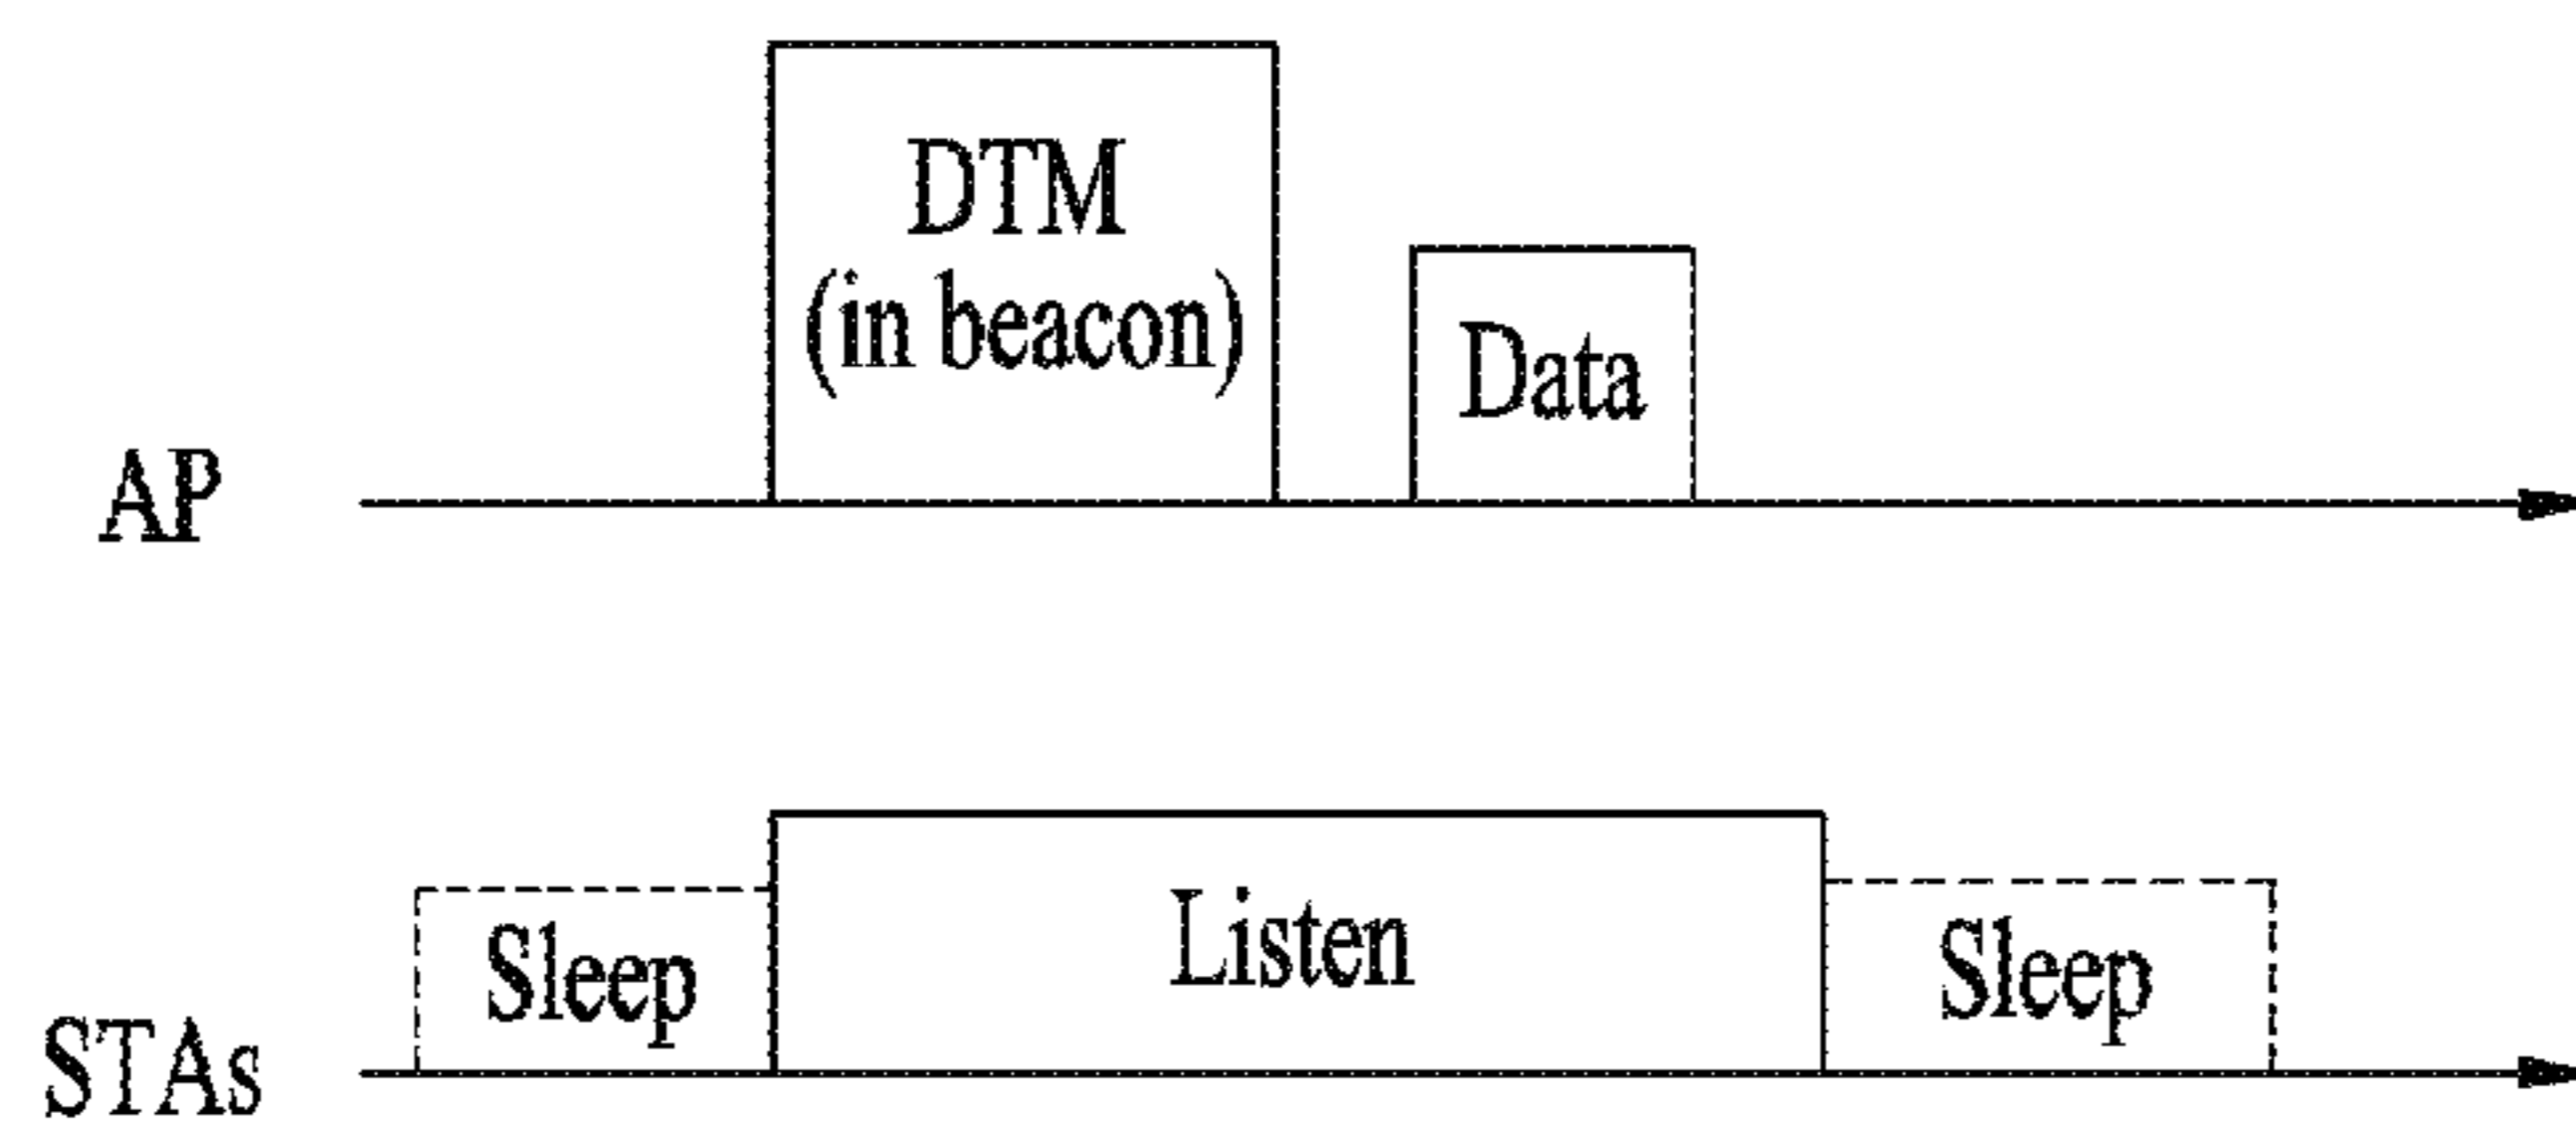 DTM
(in beacon)
Data
AP
Sleep
Listen
Sleep
STAs